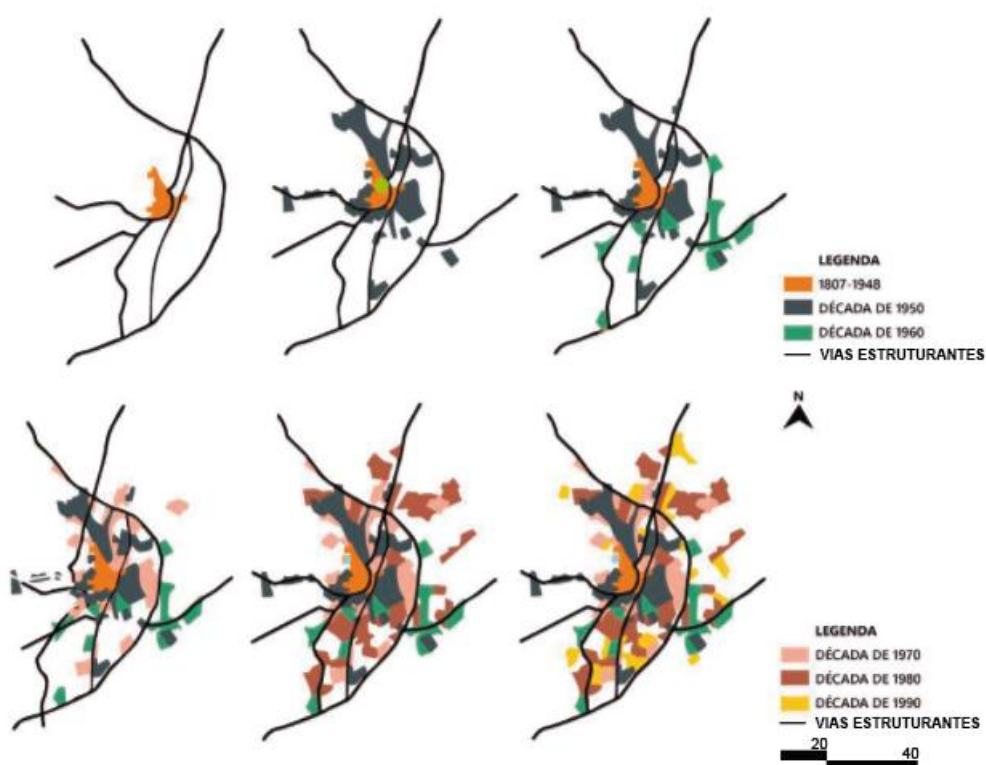 LEGENDA
1807-1948
DÉCADA DE 1950
DÉCADA DE 1960
VIAS ESTRUTURANTES
N
LEGENDA
DÉCADA DE 1970
DÉCADA DE 1980
DÉCADA DE 1990
VIAS ESTRUTURANTES
20
40